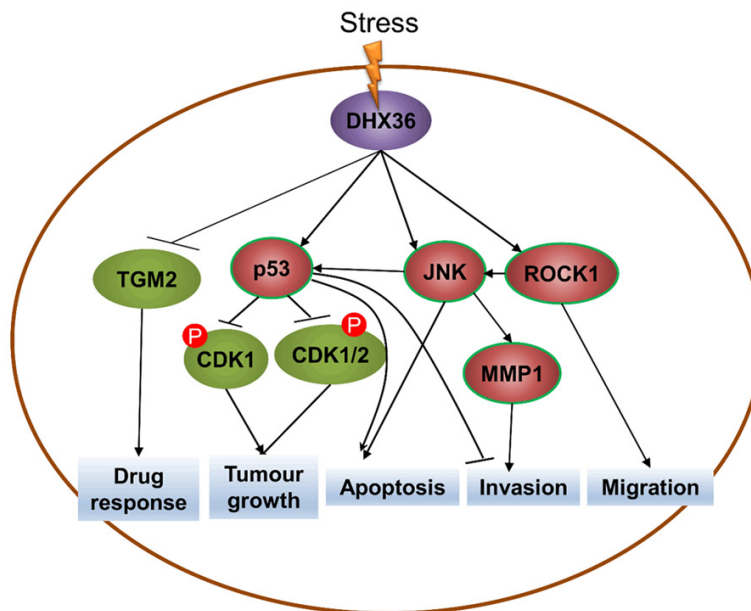 Stress
DHX36
TGM2
p53
JNK
ROCK1
P
CDK1
P
CDK1/2
MMP1
Drug
response
Tumour
growth
Apoptosis
Invasion
Migration